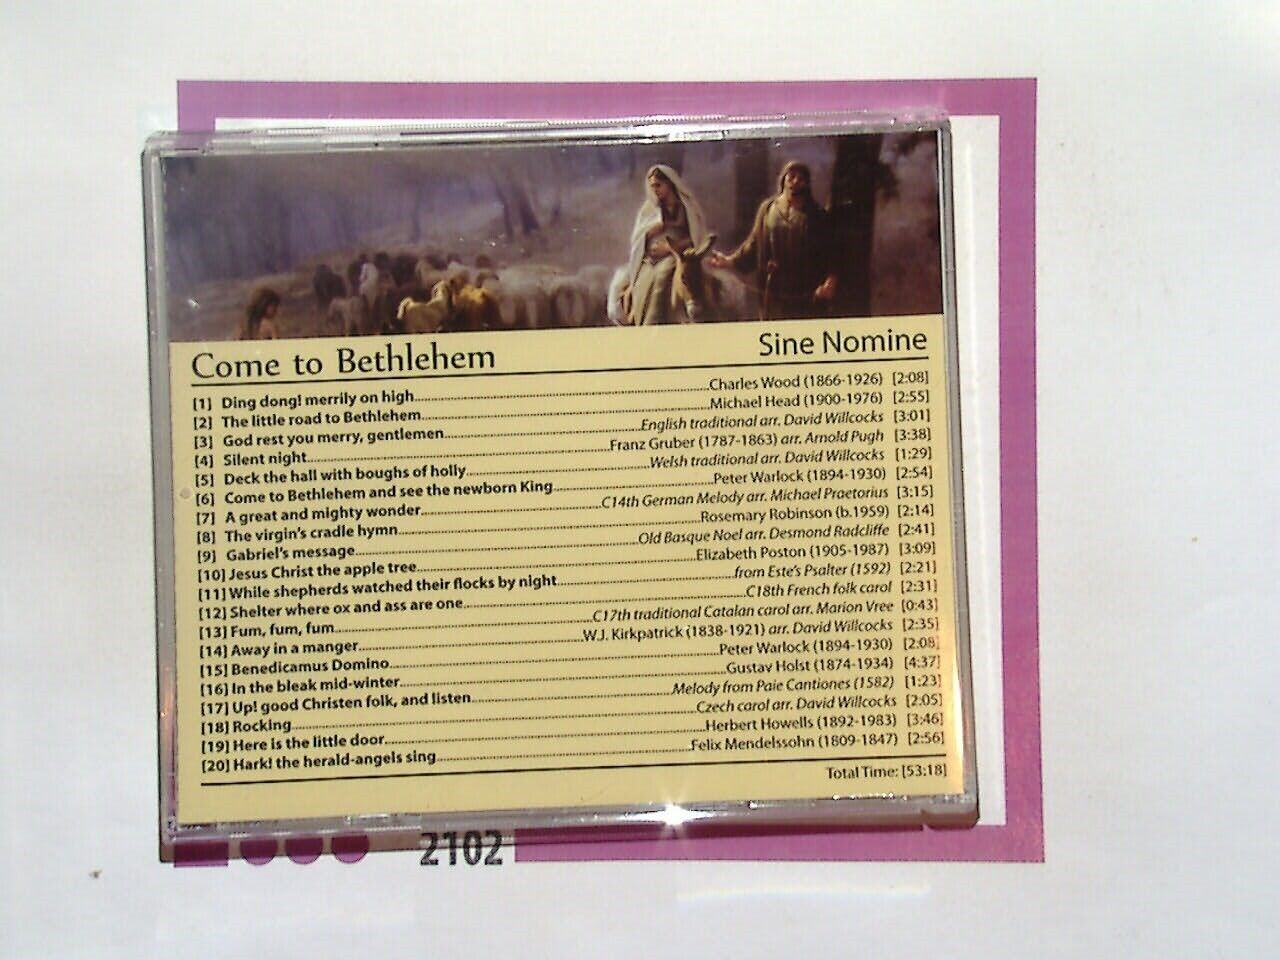 Come to Bethlehem Sine Nomine
[1] Ding dong! merrily on high Charles Wood (1866-1926) [2:08]
[2] The little road to Bethlehem Michael Head (1900-1976) [2:55]
[3] God rest you merry, gentlemen English traditional arr. David Willcocks [3:01]
[4] Silent night Franz Gruber (1787-1863) arr. Arnold Pugh [3:38]
[5] Deck the hall with boughs of holly Welsh traditional arr. David Willcocks [1:29]
[6] Come to Bethlehem and see the newborn King Peter Warlock (1894-1930) [2:54]
[7] A great and mighty wonder C14th German Melody arr. Michael Praetorius [3:15]
[8] The virgin's cradle hymn Rosemary Robinson (b.1959) [2:14]
[9] Gabriel's message Old Basque Noel arr. Desmond Radcliffe [2:41]
[10] Jesus Christ the apple tree Elizabeth Poston (1905-1987) [3:09]
[11] While shepherds watched their flocks by night from Este's Psalter (1592) [2:21]
[12] Shelter where ox and ass are one C18th French folk carol [2:31]
[13] Fum, fum, fum C17th traditional Catalan carol arr. Marion Vree [0:43]
[14] Away in a manger W.J. Kirkpatrick (1838-1921) arr. David Willcocks [2:35]
[15] Benedicamus Domino Peter Warlock (1894-1930) [2:08]
[16] In the bleak mid-winter Gustav Holst (1874-1934) [4:37]
[17] Up! good Christen folk, and listen Melody from Paie Cantiones (1582) [1:23]
[18] Rocking Czech carol arr. David Willcocks [2:05]
[19] Here is the little door Herbert Howells (1892-1983) [3:46]
[20] Hark! the herald-angels sing Felix Mendelssohn (1809-1847) [2:56]
Total Time: [53:18]
2102